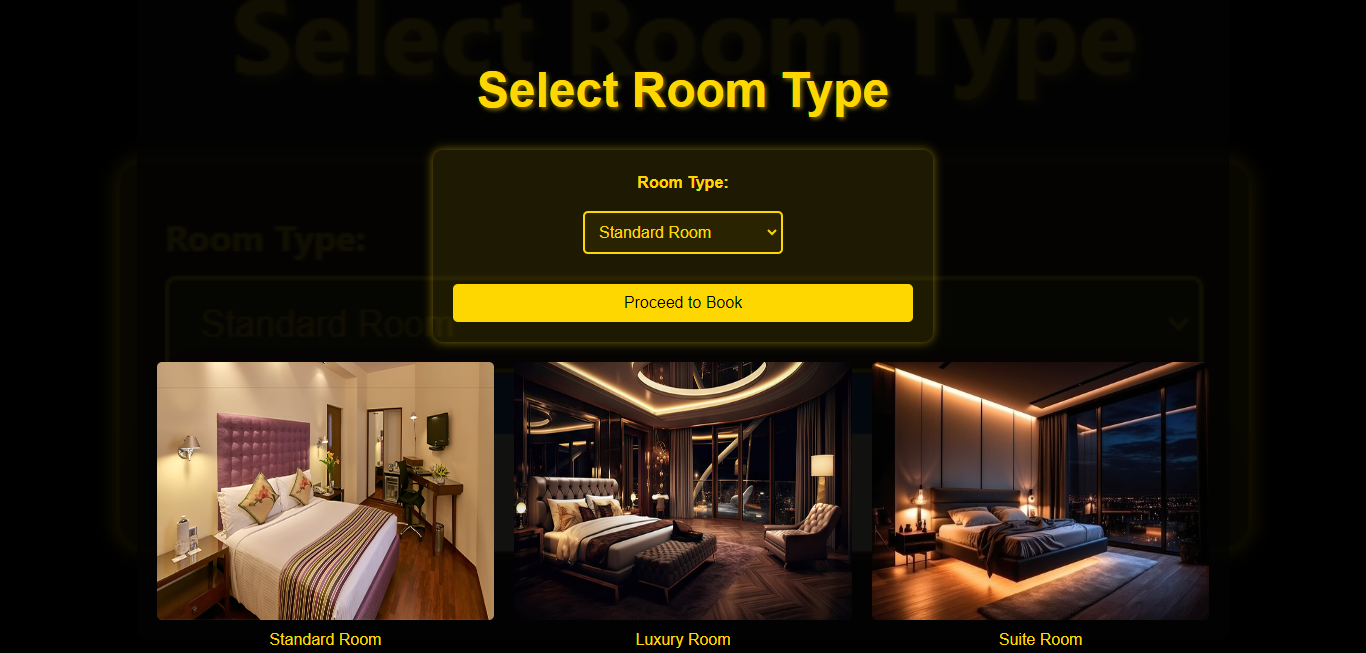 Select Room Type
Select Room Type
Room Type:
Room Type:
Standard Room
Standard Room
Proceed to Book
Standard Room
Luxury Room
Suite Room